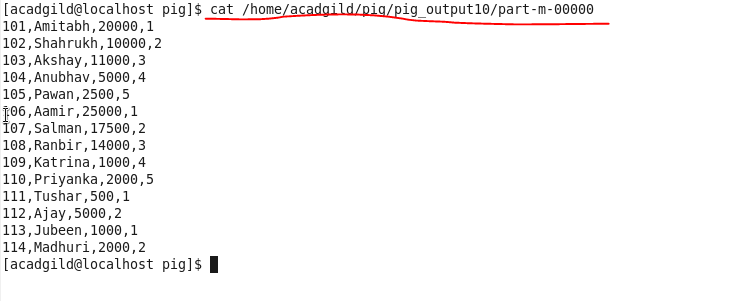 [acadgild@localhost pig]$ cat /home/acadgild/pig/pig_output10/part-m-00000
101,Amitabh,20000,1
102,Shahrukh,10000,2
103,Akshay,11000,3
104,Anubhav,5000,4
105,Pawan,2500,5
106,Aamir,25000,1
107,Salman,17500,2
108,Ranbir,14000,3
109,Katrina,1000,4
110,Priyanka,2000,5
111,Tushar,500,1
112,Ajay,5000,2
113,Jubeen,1000,1
114,Madhuri,2000,2
[acadgild@localhost pig]$